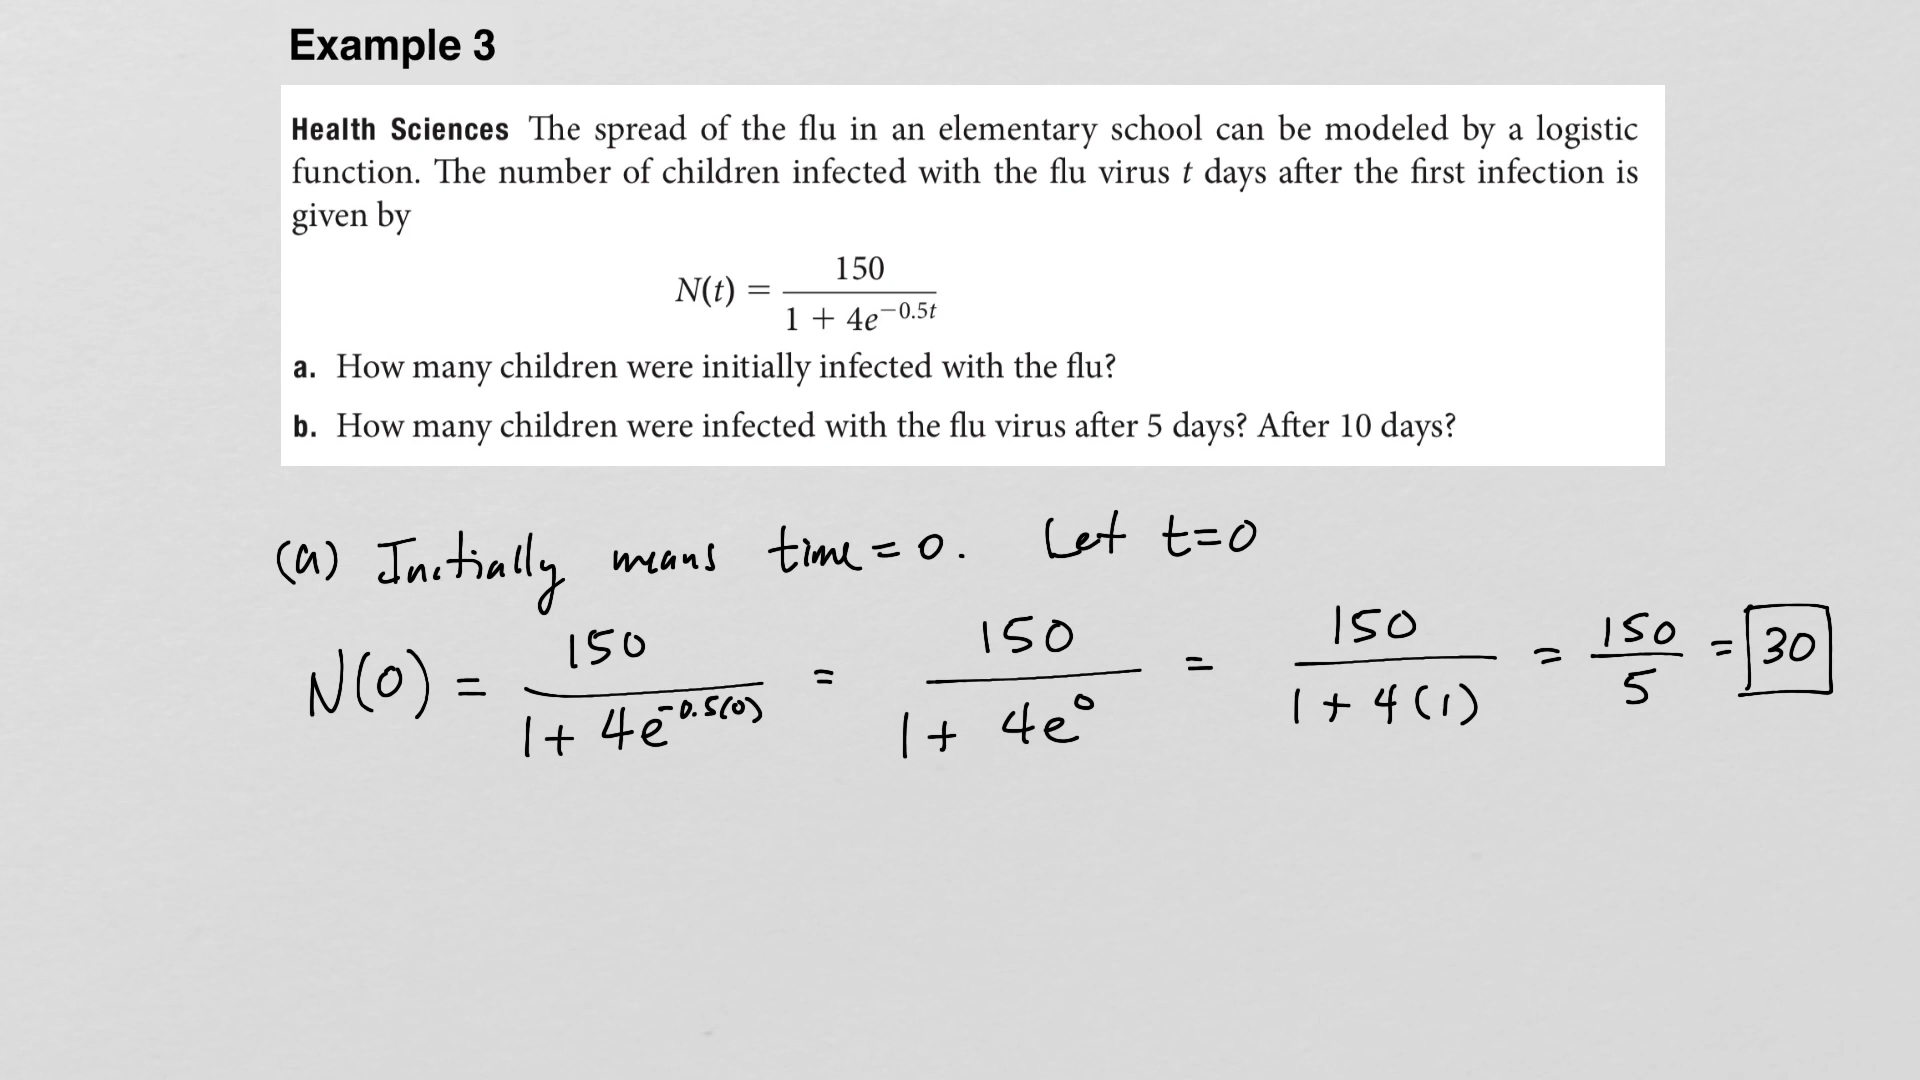 Example 3
Health Sciences The spread of the flu in an elementary school can be modeled by a logistic
function. The number of children infected with the flu virus t days after the first infection is
given by
N(t) = 150 / (1 + 4e^(−0.5t))
a. How many children were initially infected with the flu?
b. How many children were infected with the flu virus after 5 days? After 10 days?
(a) Initially means time = 0. Let t=0
N(0) = 150 / (1 + 4e^(-0.5(0))) = 150 / (1 + 4e^0) = 150 / (1 + 4(1)) = 150 / 5 = 30